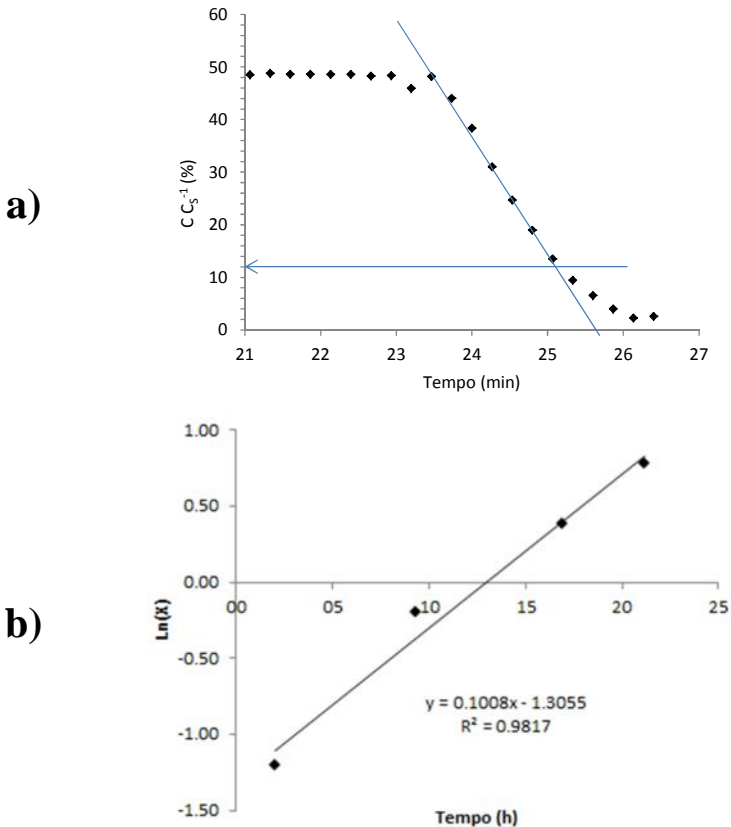 a)
60
50
40
30
20
10
0
C Cs⁻¹ (%)
21 22 23 24 25 26 27
Tempo (min)
b)
1.00
0.50
0.00
-0.50
-1.00
-1.50
Ln(X)
00 05 10 15 20 25
y = 0.1008x - 1.3055
R² = 0.9817
Tempo (h)